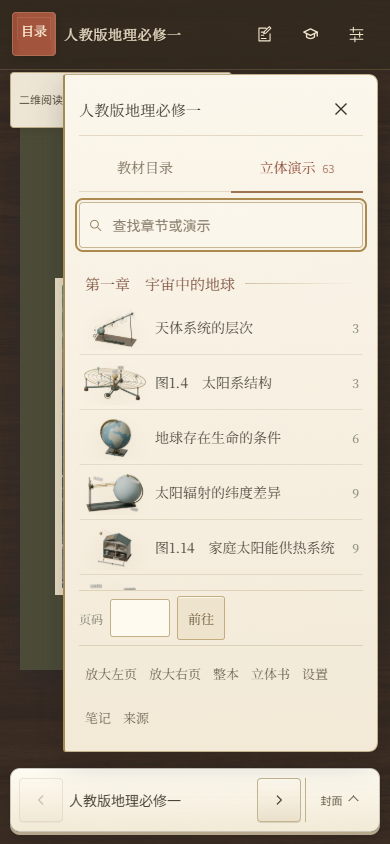 目录 人教版地理必修一
二维阅读
人教版地理必修一
教材目录 立体演示 63
查找章节或演示
第一章 宇宙中的地球
天体系统的层次 3
图1.4 太阳系结构 3
地球存在生命的条件 6
太阳辐射的纬度差异 9
图1.14 家庭太阳能供热系统 9
页码 前往
放大左页 放大右页 整本 立体书 设置
笔记 来源
人教版地理必修一 封面